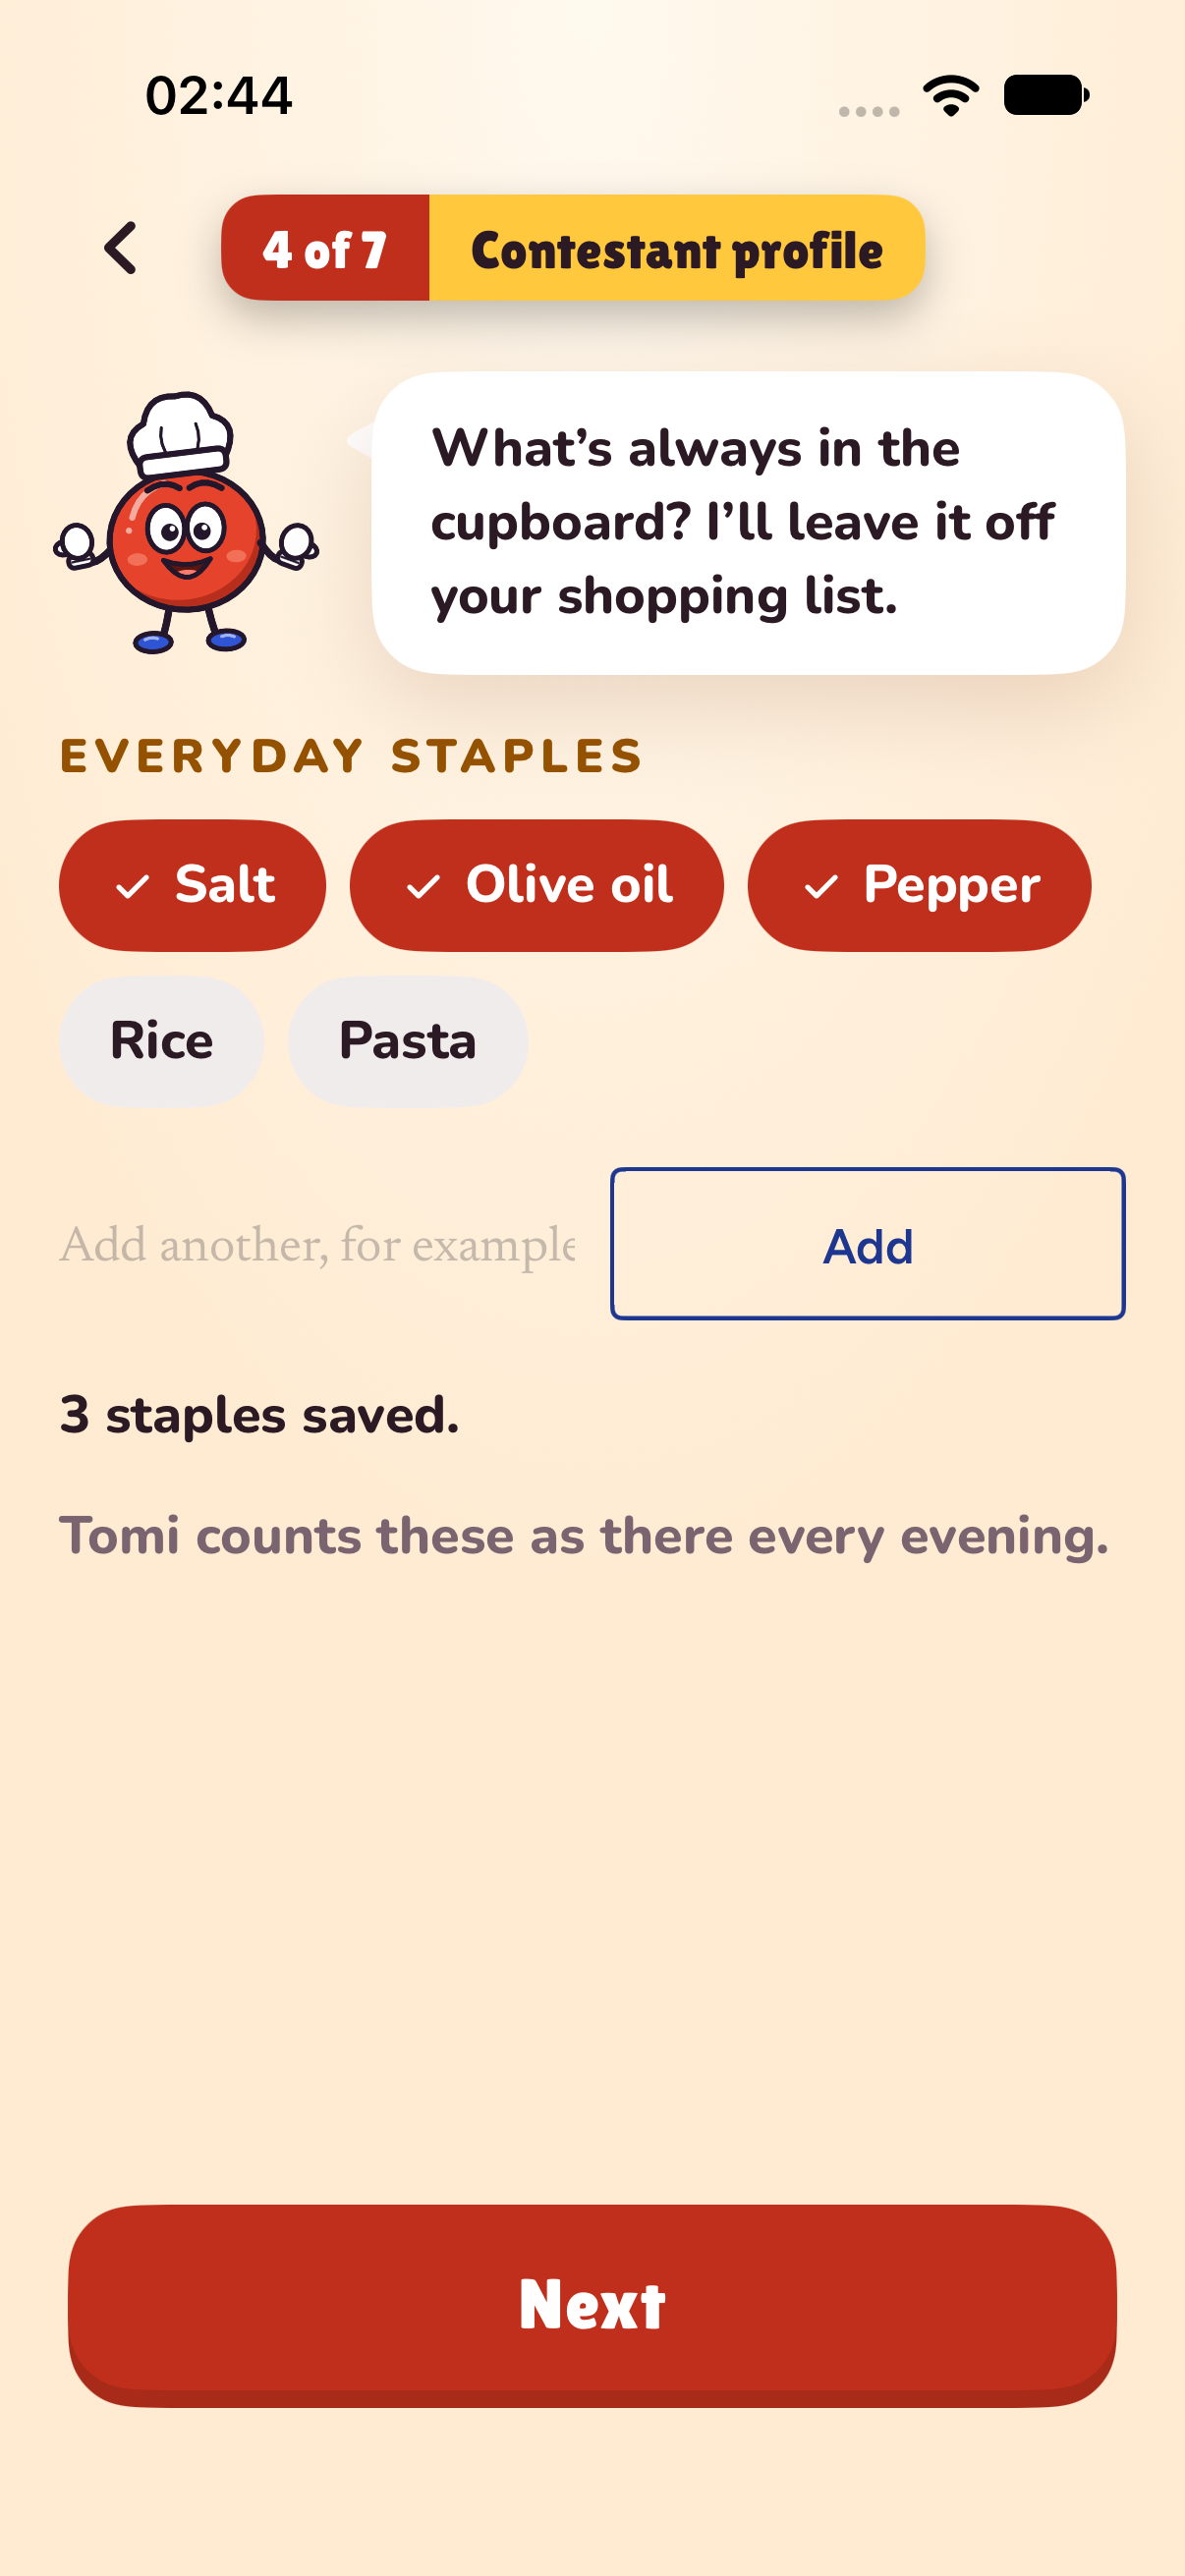 02:44
4 of 7 Contestant profile
What’s always in the
cupboard? I’ll leave it off
your shopping list.
EVERYDAY STAPLES
Salt Olive oil Pepper
Rice Pasta
Add another, for example Add
3 staples saved.
Tomi counts these as there every evening.
Next